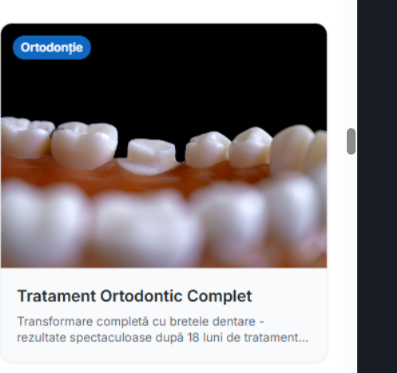 Ortodonție
Tratament Ortodontic Complet
Transformare completă cu bretele dentare -
rezultate spectaculoase după 18 luni de tratament...